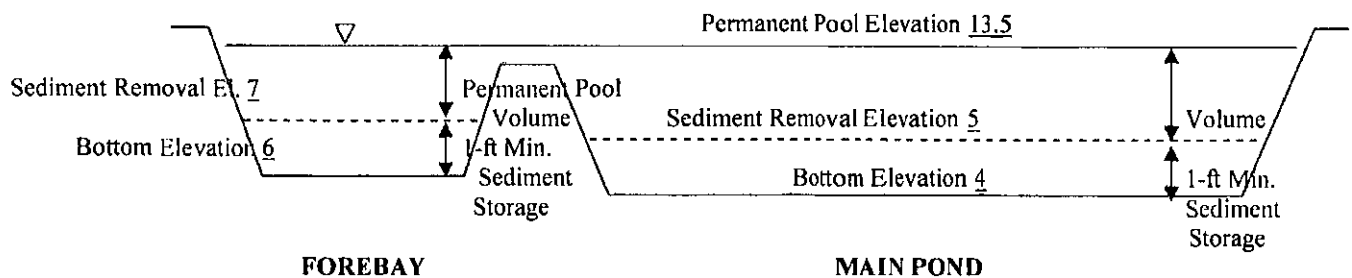 Permanent Pool Elevation 13.5
Sediment Removal El. 7
Permanent Pool
Volume
Sediment Removal Elevation 5
Volume
Bottom Elevation 6
1-ft Min.
Sediment
Storage
Bottom Elevation 4
1-ft Min.
Sediment
Storage
FOREBAY
MAIN POND